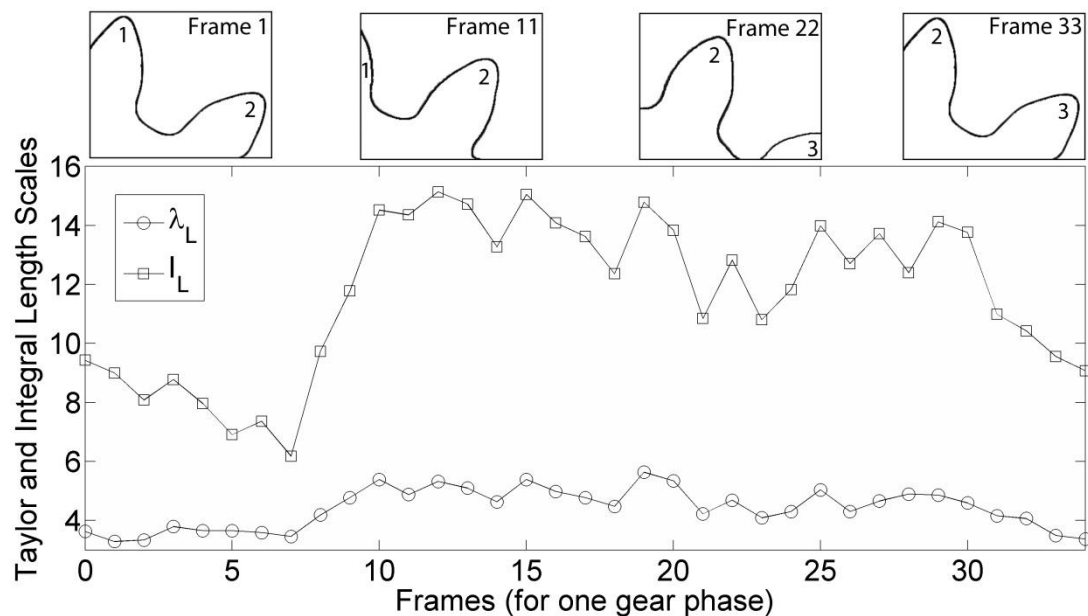 Frame 1
1
2
Frame 11
1
2
Frame 22
2
3
Frame 33
2
3
Taylor and Integral Length Scales
16
14
12
10
8
6
4
λ_L
I_L
0 5 10 15 20 25 30
Frames (for one gear phase)